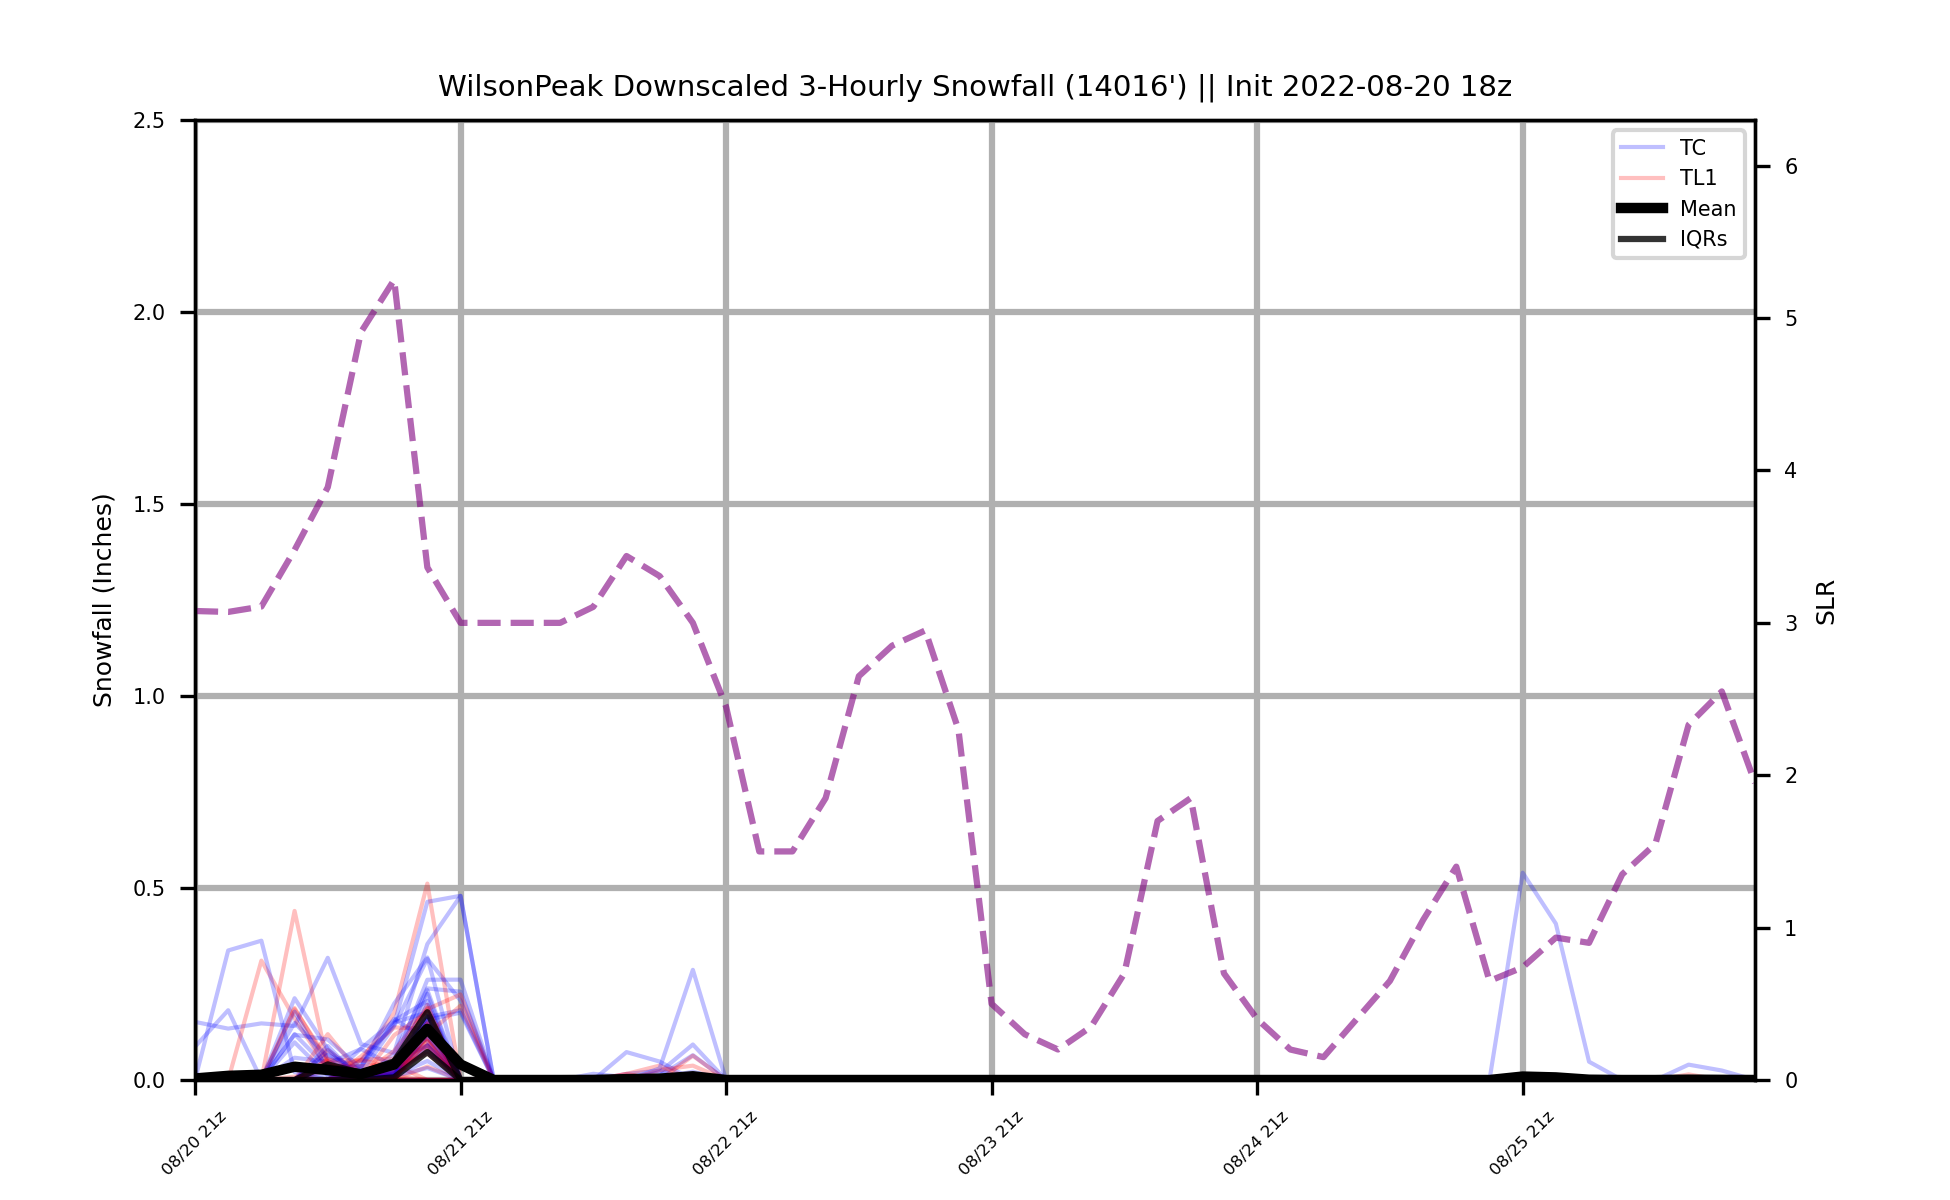 WilsonPeak Downscaled 3-Hourly Snowfall (14016') || Init 2022-08-20 18z
2.5
2.0
1.5
1.0
0.5
0.0
Snowfall (Inches)
TC
TL1
Mean
IQRs
6
5
4
3
2
1
0
SLR
08/20 21z
08/21 21z
08/22 21z
08/23 21z
08/24 21z
08/25 21z